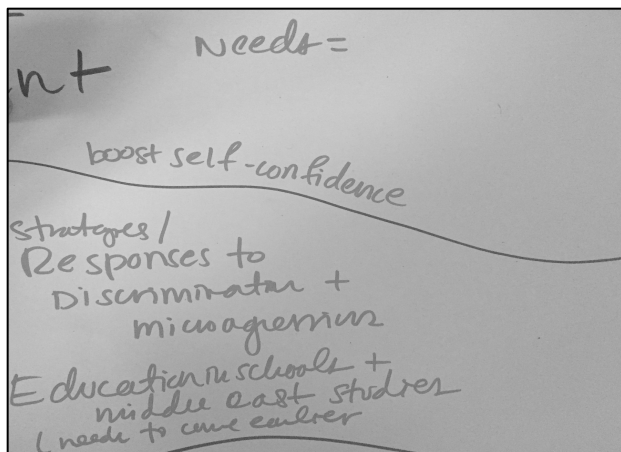 Needs =
nt
boost self-confidence
strategies/
Responses to
Discrimination +
microagressions
Education in schools +
middle east studies
(needs to come earlier